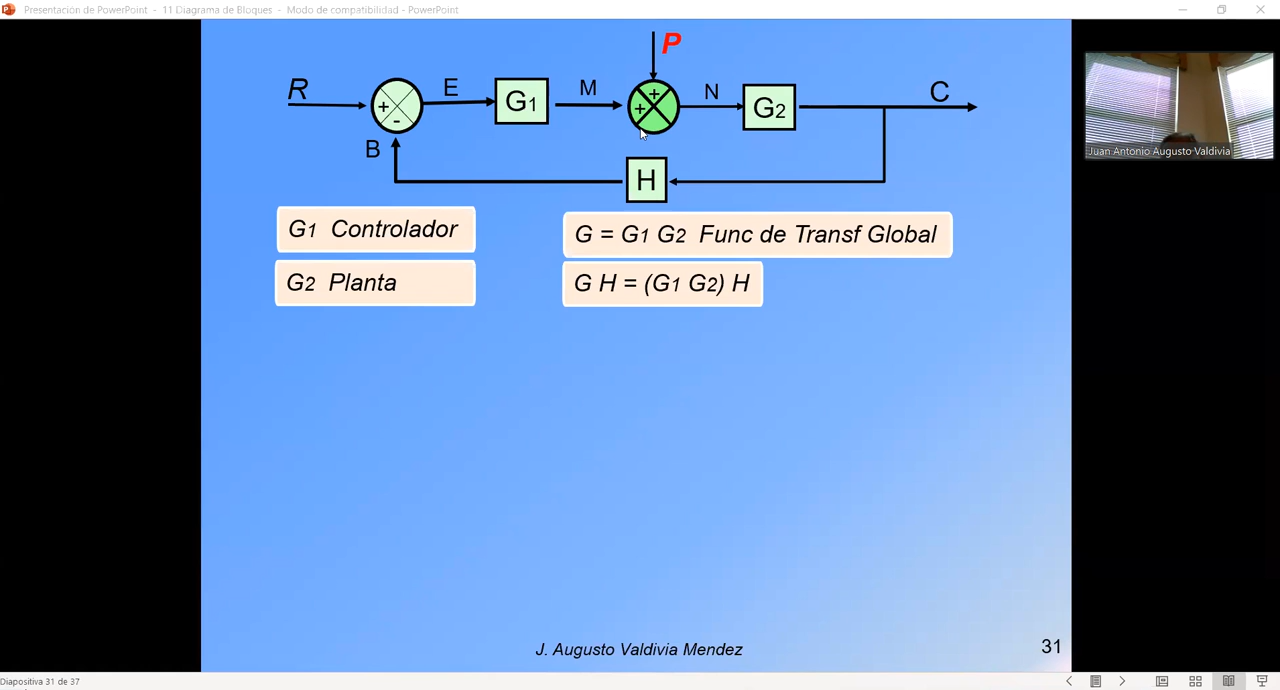 Presentación de PowerPoint - 11 Diagrama de Bloques - Modo de compatibilidad - PowerPoint
P
R
+
-
E
G1
M
+
+
N
G2
C
B
H
Juan Antonio Augusto Valdivia
G1 Controlador
G = G1 G2 Func de Transf Global
G2 Planta
G H = (G1 G2) H
J. Augusto Valdivia Mendez
31
Diapositiva 31 de 37